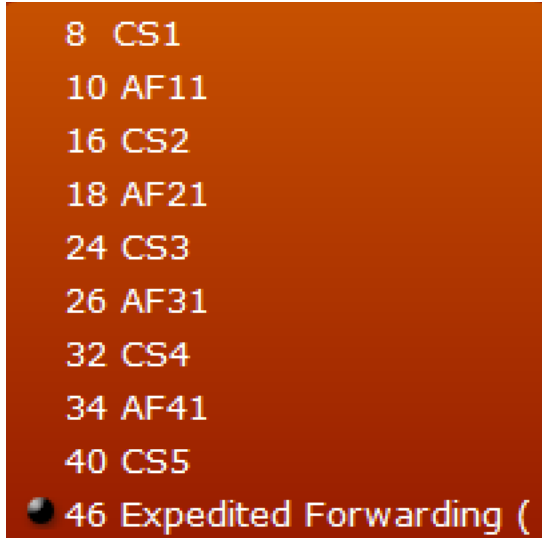 8 CS1
10 AF11
16 CS2
18 AF21
24 CS3
26 AF31
32 CS4
34 AF41
40 CS5
46 Expedited Forwarding (